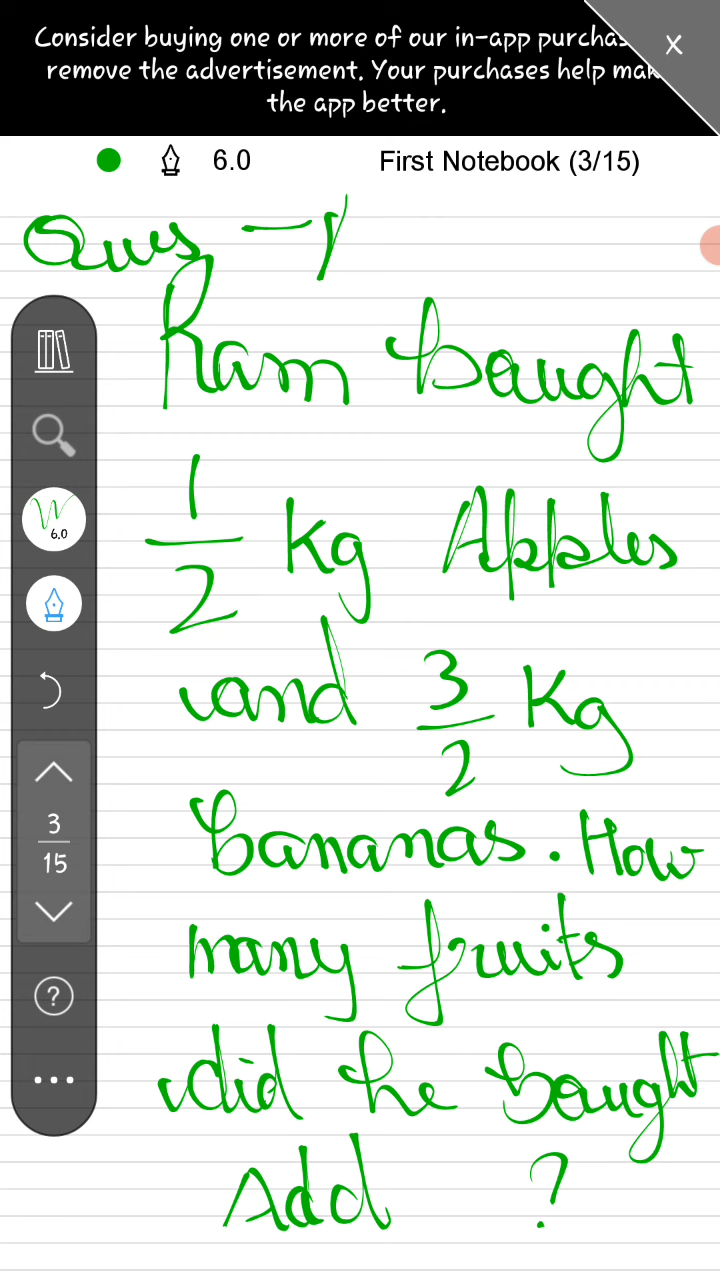 Consider buying one or more of our in-app purchas
remove the advertisement. Your purchases help mak
the app better.
X
6.0 First Notebook (3/15)
Ques -1
Ram baught
1/2 kg Apples
6.0
and 3/2 Kg
bananas. How
3
15
many fruits
?
did he baught
Add ?